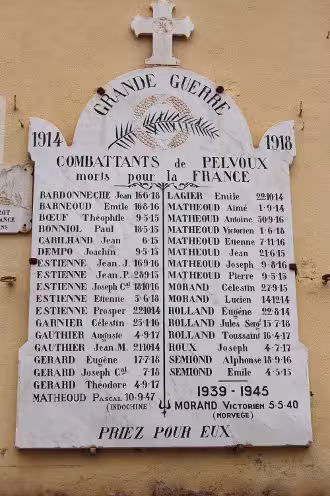 GRANDE GUERRE
1914 1918
COMBATTANTS de PELVOUX
morts pour la FRANCE
BARDONNECHE Jean 16·6·18
BARNEOUD Emile 16·8·16
BŒUF Théophile 9·5·15
BONNIOL Paul 18·5·15
CARILHAND Jean 6·15
DEMPO Joachin 9·5·15
ESTIENNE Jean. J 16·9·16
ESTIENNE Jean. P. 28·9·15
ESTIENNE Joseph Cal 18·10·16
ESTIENNE Etienne 5·6·18
ESTIENNE Prosper 22·10·14
GARNIER Célestin 25·4·16
GAUTHIER Auguste 4·9·17
GAUTHIER Jean M. 21·10·14
GERARD Eugène 17·7·18
GERARD Joseph Cal 7·18
GERARD Théodore 4·9·17
MATHEOUD Pascal 10·9·47
(INDOCHINE)
LAGIER Emile 22·10·14
MATHEOUD Aimé 1·9·14
MATHEOUD Antoine 9·16
MATHEOUD Victorien 1·6·18
MATHEOUD Etienne 7·11·16
MATHEOUD Jean 21·6·15
MATHEOUD Joseph 9·8·16
MATHEOUD Pierre 9·5·15
MORAND Célestin 27·9·15
MORAND Lucien 14·12·14
ROLLAND Eugène 22·8·14
ROLLAND Jules Sergt 15·7·18
ROLLAND Toussaint 16·4·17
ROUX Joseph 4·7·17
SEMIOND Alphonse 18·9·16
SEMIOND Emile 4·5·15
1939 - 1945
MORAND Victorien 5·5·40
(NORVEGE)
PRIEZ POUR EUX